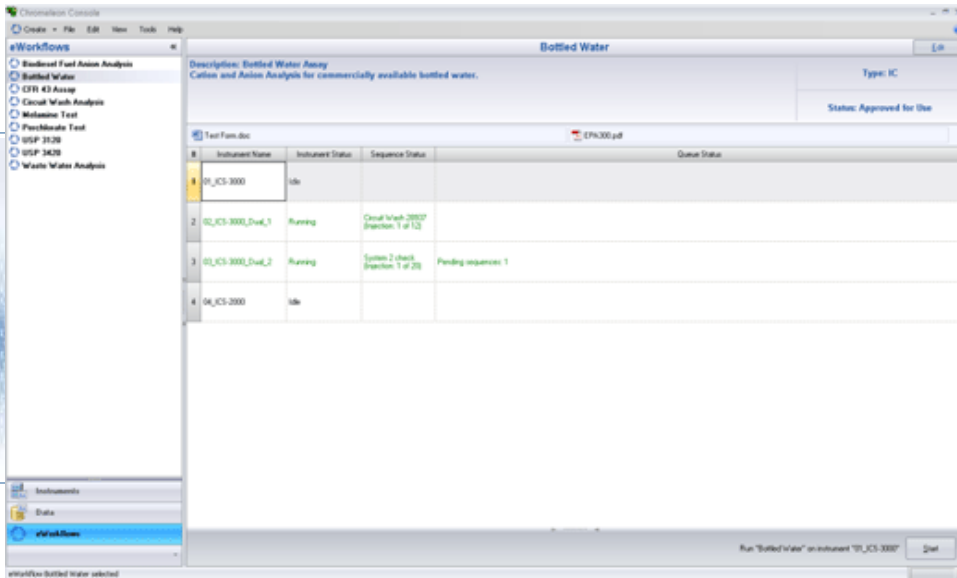 Chromeleon Console
Create File Edit View Tools Help
eWorkflows
Bottled Water
Biodiesel Fuel Anion Analysis
Bottled Water
CFR 43 Assay
Circuit Wash Analysis
Melamine Test
Perchlorate Test
USP 3120
USP 3420
Waste Water Analysis
Description: Bottled Water Assay
Cation and Anion Analysis for commercially available bottled water.
Type: IC
Status: Approved for Use
Test Form.doc
EPA300.pdf
# Instrument Name Instrument Status Sequence Status Queue Status
01_ICS-3000 Idle
2 02_ICS-3000_Dual_1 Running Circuit Wash
(Injection: 1 of 12)
3 03_ICS-3000_Dual_2 Running System 2 check
(Injection: 1 of 20) Pending sequences: 1
4 04_ICS-2000 Idle
Instruments
Data
eWorkflows
Run "Bottled Water" on instrument "01_ICS-3000"
Start
eWorkflow Bottled Water selected